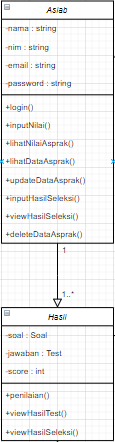 Aslab
-nama : string
-nim : string
-email : string
-password : string
+login()
+inputNilai()
+lihatNilaiAsprak()
+lihatDataAsprak()
+updateDataAsprak()
+inputHasilSeleksi()
+viewHasilSeleksi()
+deleteDataAsprak()
1
1..*
Hasil
-soal : Soal
-jawaban : Test
-score : int
+penilaian()
+viewHasilTest()
+viewHasilSeleksi()